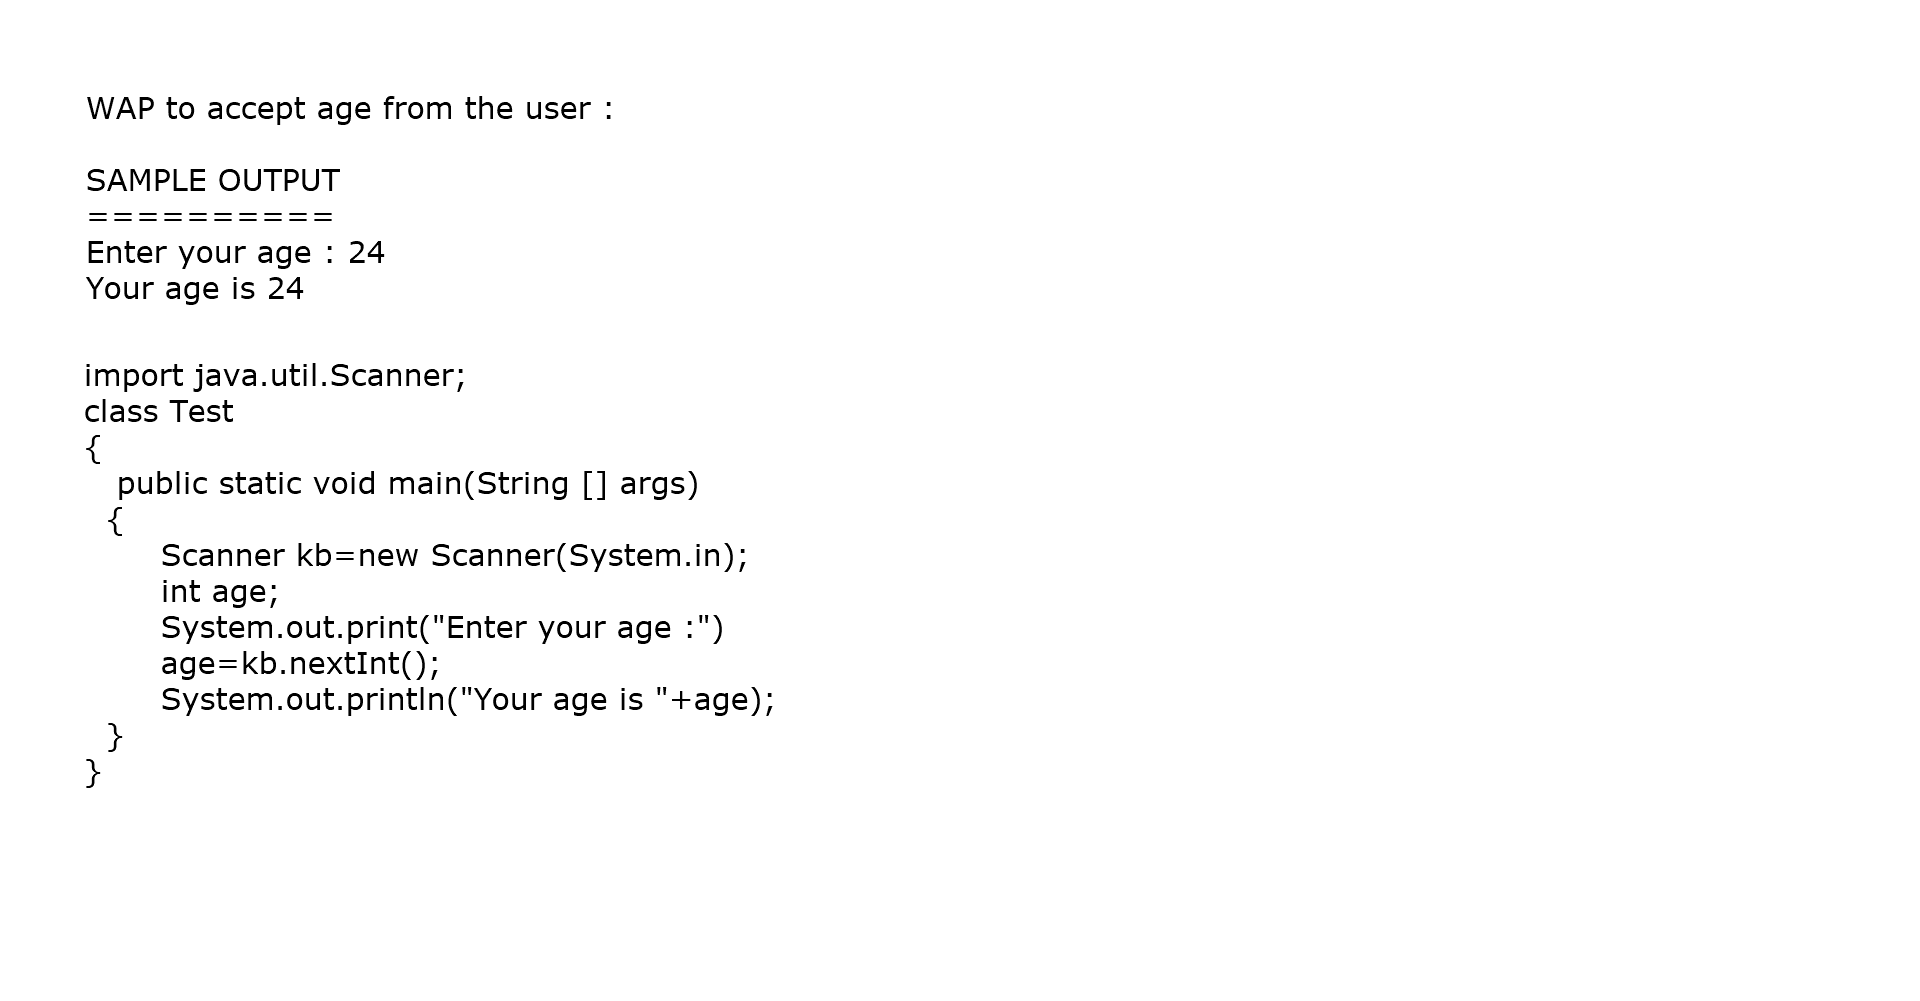 WAP to accept age from the user :
SAMPLE OUTPUT
==========
Enter your age : 24
Your age is 24
import java.util.Scanner;
class Test
{
public static void main(String [] args)
{
Scanner kb=new Scanner(System.in);
int age;
System.out.print("Enter your age :")
age=kb.nextInt();
System.out.println("Your age is "+age);
}
}